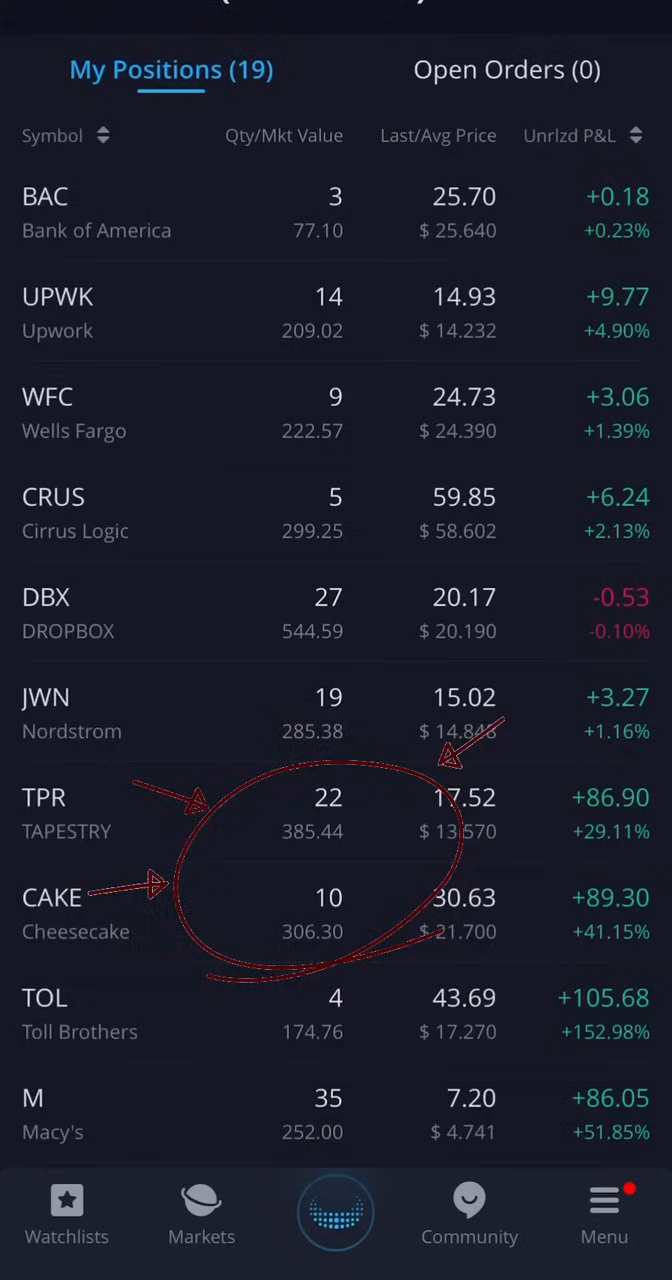 My Positions (19) Open Orders (0)
Symbol Qty/Mkt Value Last/Avg Price Unrlzd P&L
BAC 3 25.70 +0.18
Bank of America 77.10 $ 25.640 +0.23%
UPWK 14 14.93 +9.77
Upwork 209.02 $ 14.232 +4.90%
WFC 9 24.73 +3.06
Wells Fargo 222.57 $ 24.390 +1.39%
CRUS 5 59.85 +6.24
Cirrus Logic 299.25 $ 58.602 +2.13%
DBX 27 20.17 -0.53
DROPBOX 544.59 $ 20.190 -0.10%
JWN 19 15.02 +3.27
Nordstrom 285.38 $ 14.848 +1.16%
TPR 22 17.52 +86.90
TAPESTRY 385.44 $ 13.570 +29.11%
CAKE 10 30.63 +89.30
Cheesecake 306.30 $ 21.700 +41.15%
TOL 4 43.69 +105.68
Toll Brothers 174.76 $ 17.270 +152.98%
M 35 7.20 +86.05
Macy's 252.00 $ 4.741 +51.85%
Watchlists Markets Community Menu